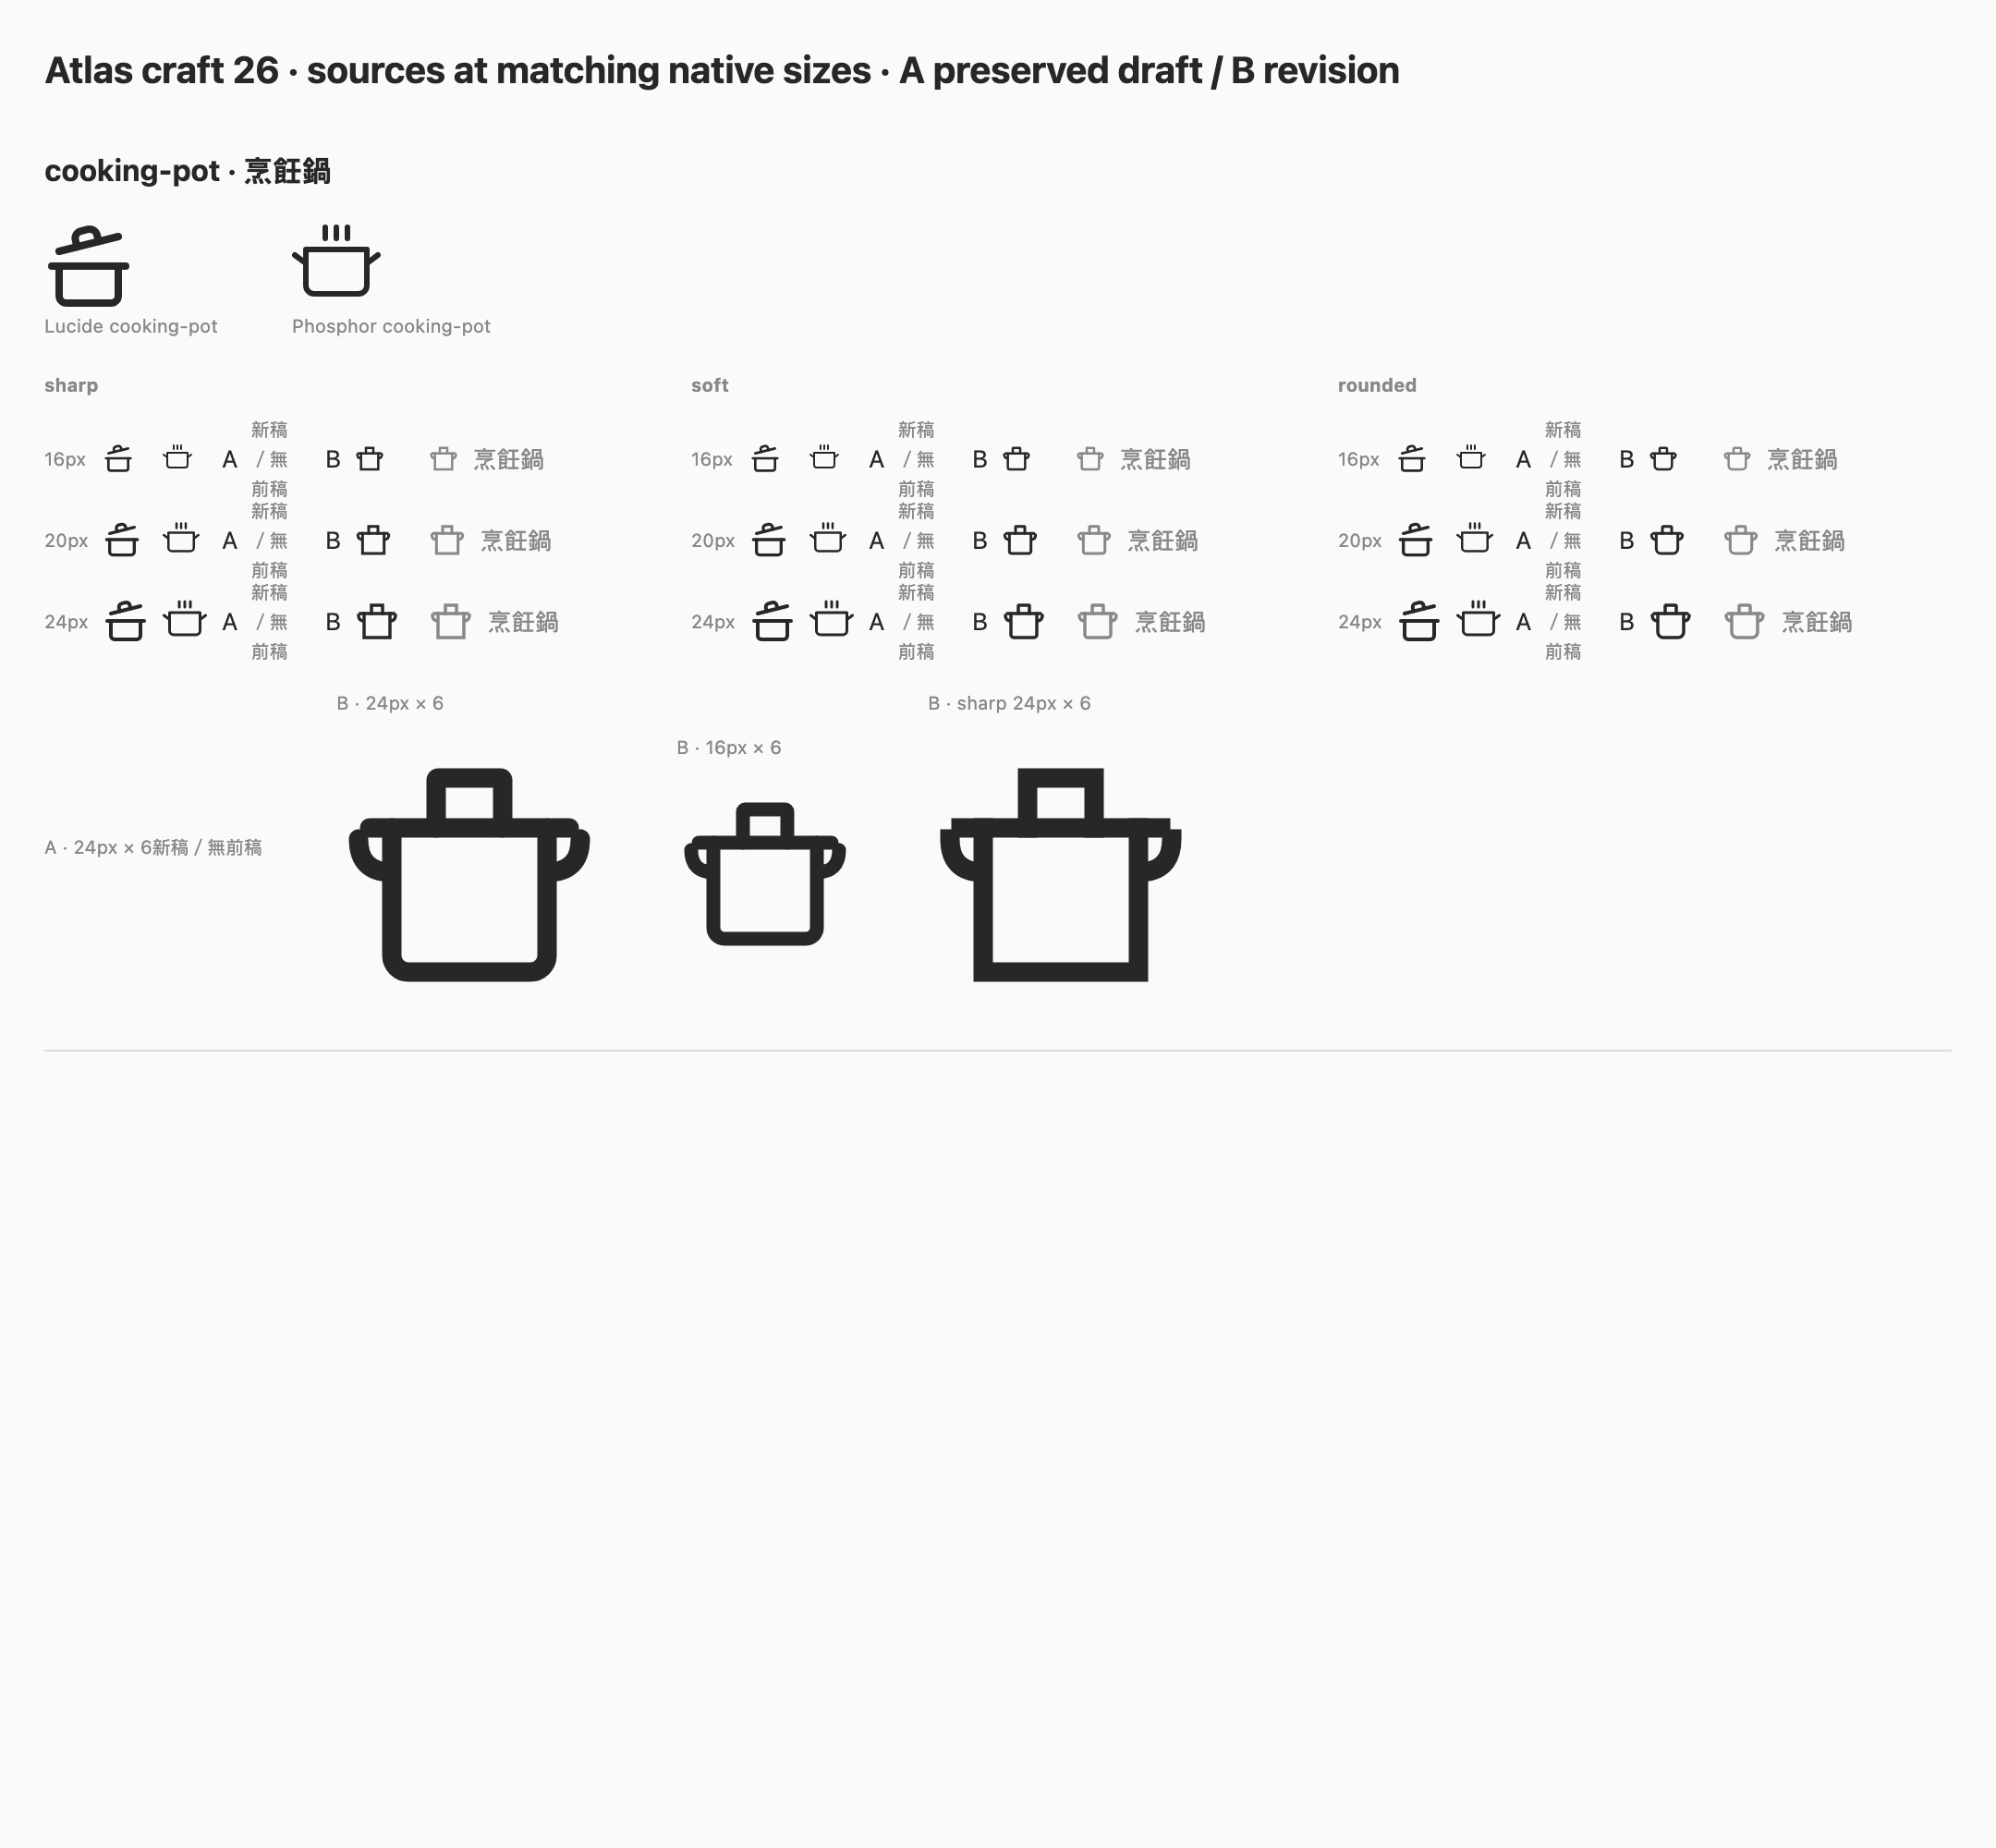 Atlas craft 26 · sources at matching native sizes · A preserved draft / B revision
cooking-pot · 烹飪鍋
Lucide cooking-pot
Phosphor cooking-pot
sharp
16px A 新稿 / 無前稿 B 烹飪鍋
20px A 新稿 / 無前稿 B 烹飪鍋
24px A 新稿 / 無前稿 B 烹飪鍋
soft
16px A 新稿 / 無前稿 B 烹飪鍋
20px A 新稿 / 無前稿 B 烹飪鍋
24px A 新稿 / 無前稿 B 烹飪鍋
rounded
16px A 新稿 / 無前稿 B 烹飪鍋
20px A 新稿 / 無前稿 B 烹飪鍋
24px A 新稿 / 無前稿 B 烹飪鍋
A · 24px × 6新稿 / 無前稿
B · 24px × 6
B · 16px × 6
B · sharp 24px × 6